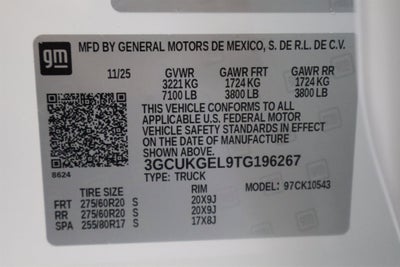 gm
MFD BY GENERAL MOTORS DE MEXICO, S. DE R.L. DE C.V.
11/25 GVWR GAWR FRT GAWR RR
3221 KG 1724 KG 1724 KG
7100 LB 3800 LB 3800 LB
THIS VEHICLE CONFORMS TO ALL
APPLICABLE U.S. FEDERAL MOTOR
VEHICLE SAFETY STANDARDS IN EFFECT
ON THE DATE OF MANUFACTURE
SHOWN ABOVE.
8624
3GCUKGEL9TG196267
TYPE: TRUCK MODEL: 97CK10543
TIRE SIZE RIM
FRT 275/60R20 S 20X9J
RR 275/60R20 S 20X9J
SPA 255/80R17 S 17X8J